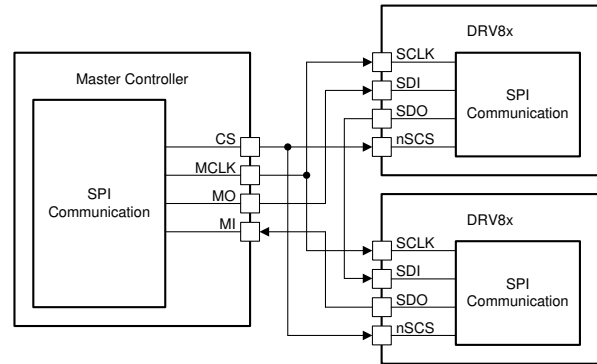 DRV8x
SCLK
SDI
SDO
nSCS
SPI
Communication
Master Controller
CS
MCLK
MO
MI
SPI
Communication
DRV8x
SCLK
SDI
SDO
nSCS
SPI
Communication